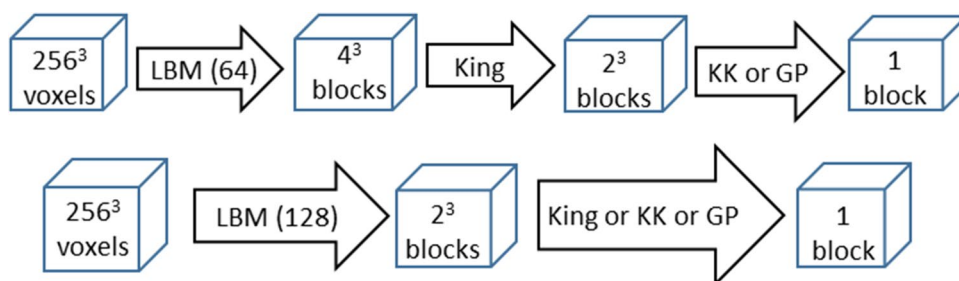 256³
voxels
LBM (64)
4³
blocks
King
2³
blocks
KK or GP
1
block
256³
voxels
LBM (128)
2³
blocks
King or KK or GP
1
block